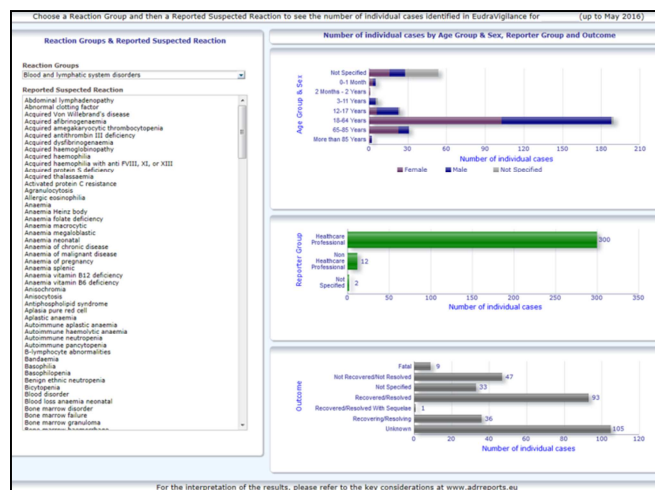 Choose a Reaction Group and then a Reported Suspected Reaction to see the number of individual cases identified in EudraVigilance for (up to May 2016)
Reaction Groups & Reported Suspected Reaction
Reaction Groups
Blood and lymphatic system disorders
Reported Suspected Reaction
Abdominal lymphadenopathy
Abnormal clotting factor
Acquired Von Willebrand's disease
Acquired afibrinogenaemia
Acquired amegakaryocytic thrombocytopenia
Acquired antithrombin III deficiency
Acquired dysfibrinogenaemia
Acquired haemoglobinopathy
Acquired haemophilia
Acquired haemophilia with anti FVIII, XI, or XIII
Acquired protein S deficiency
Acquired thalassaemia
Activated protein C resistance
Agranulocytosis
Allergic eosinophilia
Anaemia
Anaemia Heinz body
Anaemia folate deficiency
Anaemia macrocytic
Anaemia megaloblastic
Anaemia neonatal
Anaemia of chronic disease
Anaemia of malignant disease
Anaemia of pregnancy
Anaemia splenic
Anaemia vitamin B12 deficiency
Anaemia vitamin B6 deficiency
Anisochromia
Anisocytosis
Antiphospholipid syndrome
Aplasia pure red cell
Aplastic anaemia
Autoimmune aplastic anaemia
Autoimmune haemolytic anaemia
Autoimmune neutropenia
Autoimmune pancytopenia
B-lymphocyte abnormalities
Bandaemia
Basophilia
Basophilopenia
Benign ethnic neutropenia
Bicytopenia
Blood disorder
Blood loss anaemia neonatal
Bone marrow disorder
Bone marrow failure
Bone marrow granuloma
Bone marrow haemorrhage
Number of individual cases by Age Group & Sex, Reporter Group and Outcome
Age Group & Sex
Not Specified
0-1 Month
2 Months - 2 Years
3-11 Years
12-17 Years
18-64 Years
65-85 Years
More than 85 Years
0 30 60 90 120 150 180 210
Number of individual cases
Female Male Not Specified
Reporter Group
Healthcare
Professional
300
Non
Healthcare
Professional
12
Not
Specified
2
0 50 100 150 200 250 300 350
Number of individual cases
Outcome
Fatal 9
Not Recovered/Not Resolved 47
Not Specified 33
Recovered/Resolved 93
Recovered/Resolved With Sequelae 1
Recovering/Resolving 36
Unknown 105
0 20 40 60 80 100 120
Number of individual cases
For the interpretation of the results, please refer to the key considerations at www.adrreports.eu